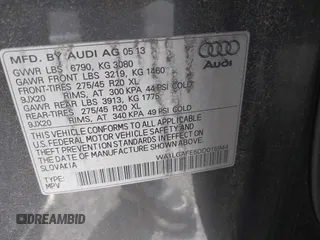 MFD. BY AUDI AG 05 13
GVWR LBS 6790, KG 3080
GAWR FRONT LBS 3219, KG 1460
FRONT-TIRES 275/45 R20 XL
9JX20 RIMS, AT 300 KPA 44 PSI COLD
GAWR REAR LBS 3913, KG 1775
REAR-TIRES 275/45 R20 XL
9JX20 RIMS, AT 340 KPA 49 PSI COLD
THIS VEHICLE CONFORMS TO ALL APPLICABLE
U.S. FEDERAL MOTOR VEHICLE SAFETY AND
THEFT PREVENTION STANDARDS IN EFFECT
ON THE DATE OF MANUFACTURE SHOWN ABOVE.
SLOVAKIA
TYPE:
MPV
Audi
DREAMBID